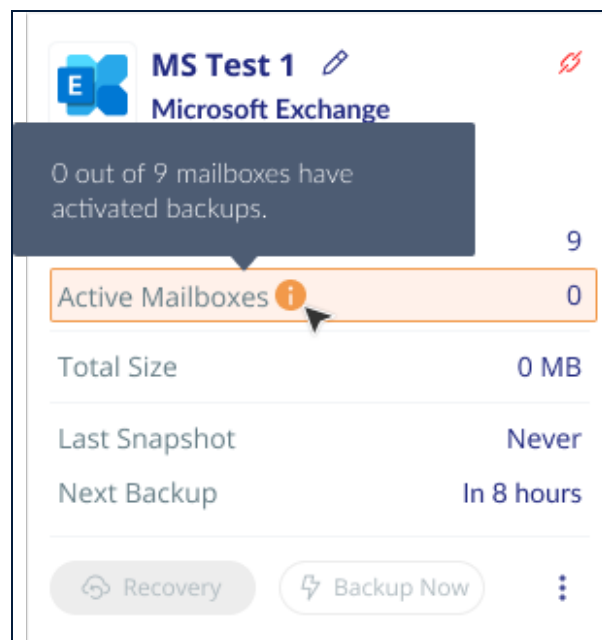 MS Test 1
E
Microsoft Exchange
0 out of 9 mailboxes have
activated backups.
9
Active Mailboxes i 0
Total Size 0 MB
Last Snapshot Never
Next Backup In 8 hours
Recovery Backup Now